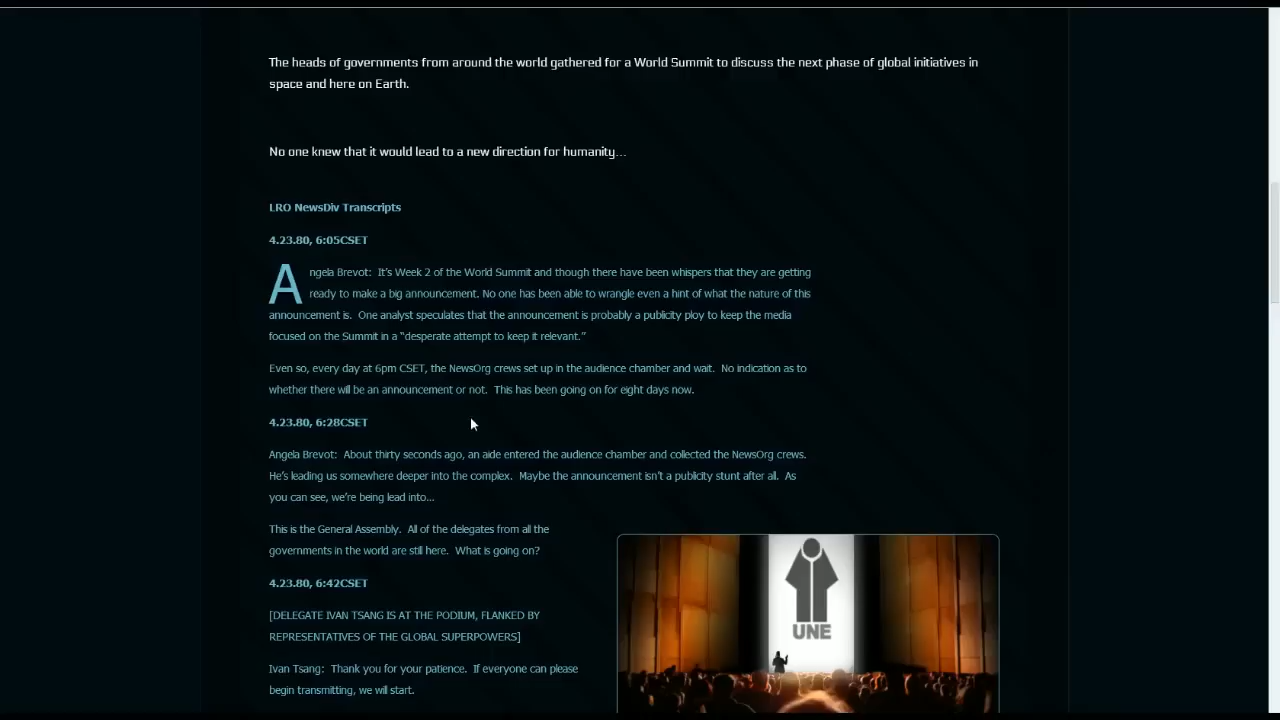 The heads of governments from around the world gathered for a World Summit to discuss the next phase of global initiatives in
space and here on Earth.
No one knew that it would lead to a new direction for humanity…
LRO NewsDiv Transcripts
4.23.80, 6:05CSET
Angela Brevot:  It's Week 2 of the World Summit and though there have been whispers that they are getting
ready to make a big announcement. No one has been able to wrangle even a hint of what the nature of this
announcement is.  One analyst speculates that the announcement is probably a publicity ploy to keep the media
focused on the Summit in a “desperate attempt to keep it relevant.”
Even so, every day at 6pm CSET, the NewsOrg crews set up in the audience chamber and wait.  No indication as to
whether there will be an announcement or not.  This has been going on for eight days now.
4.23.80, 6:28CSET
Angela Brevot:  About thirty seconds ago, an aide entered the audience chamber and collected the NewsOrg crews.
He's leading us somewhere deeper into the complex.  Maybe the announcement isn't a publicity stunt after all.  As
you can see, we're being lead into…
This is the General Assembly.  All of the delegates from all the
governments in the world are still here.  What is going on?
4.23.80, 6:42CSET
[DELEGATE IVAN TSANG IS AT THE PODIUM, FLANKED BY
REPRESENTATIVES OF THE GLOBAL SUPERPOWERS]
Ivan Tsang:  Thank you for your patience.  If everyone can please
begin transmitting, we will start.
UNE